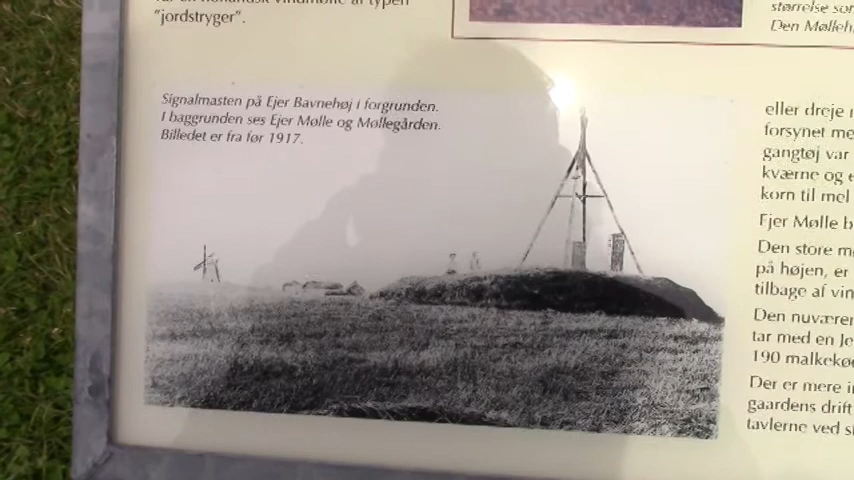 "jordstryger".
størrelse som
Den Mølleh
Signalmasten på Ejer Bavnehøj i forgrunden.
I baggrunden ses Ejer Mølle og Møllegården.
Billedet er fra før 1917.
eller dreje
forsynet me
gangtøj var
kværne og e
korn til mel
Ejer Mølle b
Den store m
på højen, er
tilbage af vin
Den nuværen
tar med en Je
190 malkekø
Der er mere i
gaardens drift
tavlerne ved s